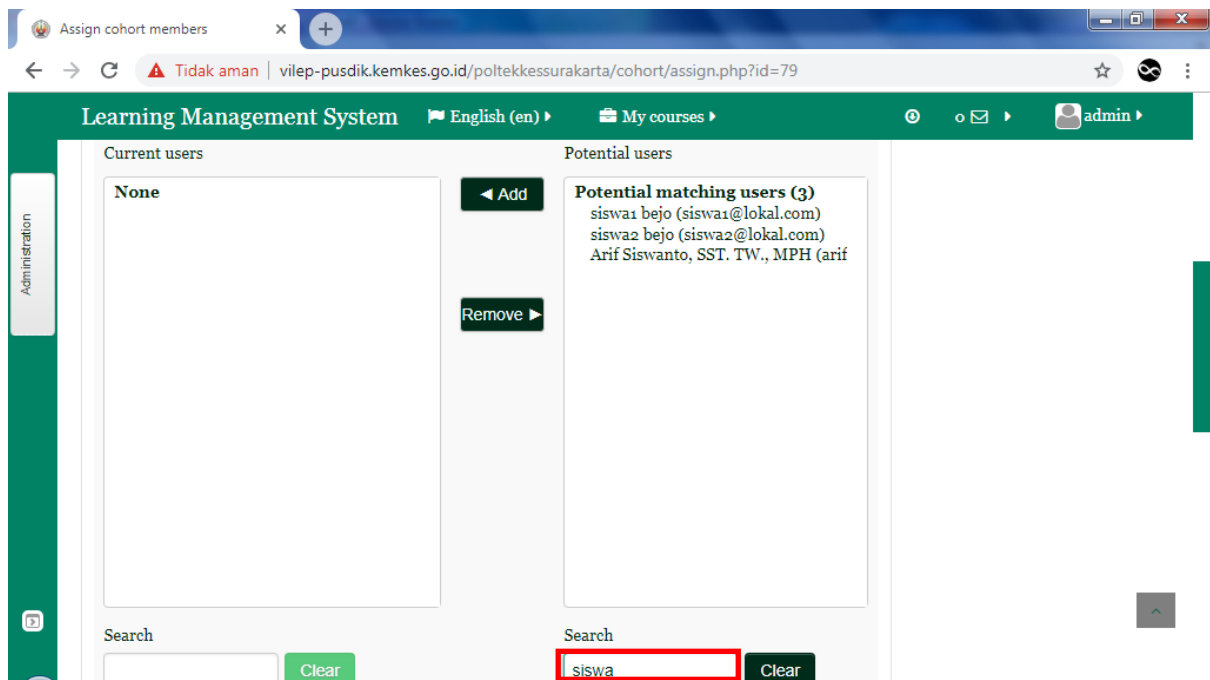 Assign cohort members
Tidak aman | vilep-pusdik.kemkes.go.id/poltekkessurakarta/cohort/assign.php?id=79
Learning Management System English (en) My courses o admin
Administration
Current users
None
Add
Remove
Potential users
Potential matching users (3)
siswa1 bejo (siswa1@lokal.com)
siswa2 bejo (siswa2@lokal.com)
Arif Siswanto, SST. TW., MPH (arif
Search
Clear
Search
siswa
Clear